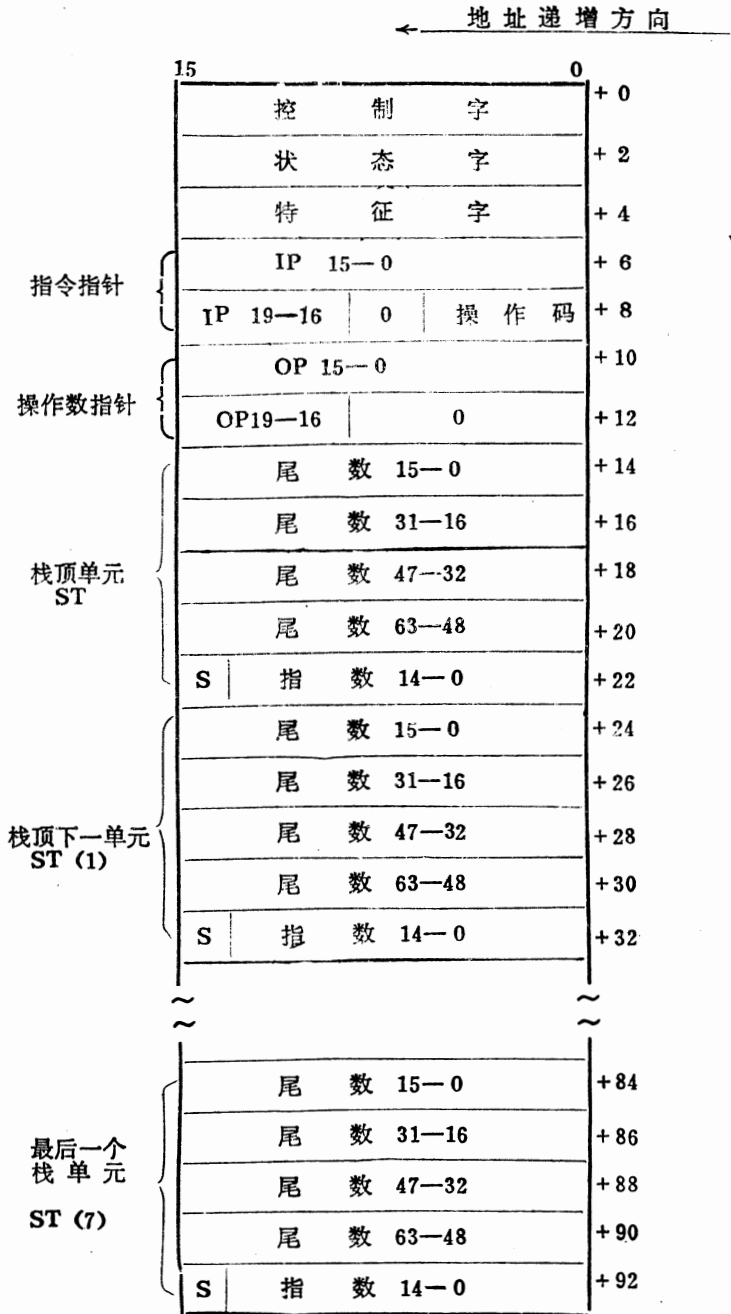 地址递增方向
15 0
控制字 +0
状态字 +2
特征字 +4
指令指针
IP 15—0 +6
IP 19—16 0 操作码 +8
操作数指针
OP 15—0 +10
OP19—16 0 +12
栈顶单元
ST
尾数 15—0 +14
尾数 31—16 +16
尾数 47—32 +18
尾数 63—48 +20
S 指数 14—0 +22
栈顶下一单元
ST (1)
尾数 15—0 +24
尾数 31—16 +26
尾数 47—32 +28
尾数 63—48 +30
S 指数 14—0 +32
最后一个
栈单元
ST (7)
尾数 15—0 +84
尾数 31—16 +86
尾数 47—32 +88
尾数 63—48 +90
S 指数 14—0 +92